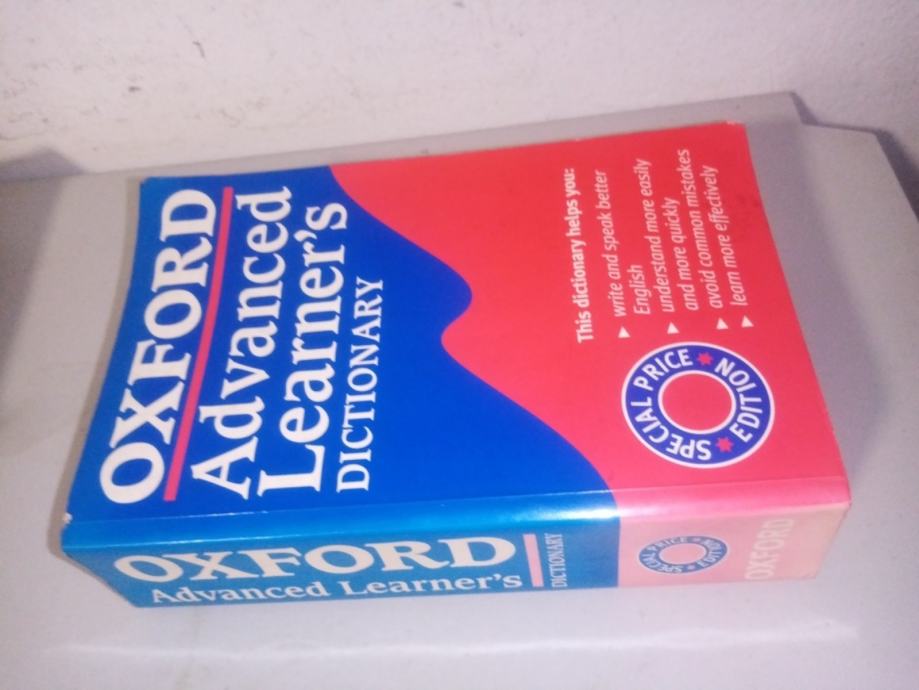 OXFORD
Advanced
Learner's
DICTIONARY
This dictionary helps you:
▸ write and speak better
English
▸ understand more easily
and more quickly
▸ avoid common mistakes
▸ learn more effectively
SPECIAL PRICE ★ EDITION ★
OXFORD
Advanced Learner's
DICTIONARY
SPECIAL PRICE ★ EDITION ★
OXFORD